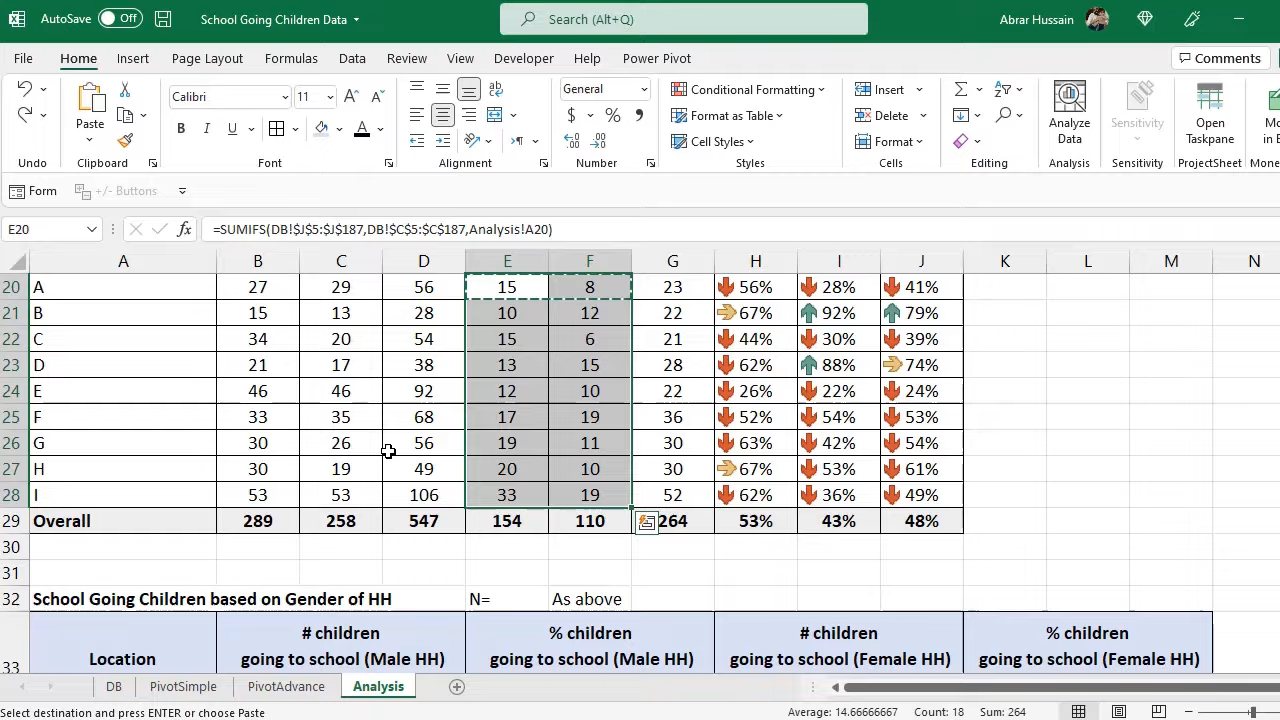 AutoSave Off School Going Children Data Search (Alt+Q) Abrar Hussain
File Home Insert Page Layout Formulas Data Review View Developer Help Power Pivot Comments
Calibri 11 General Conditional Formatting Insert
Paste B I U A $ % Format as Table Delete Analyze Data Sensitivity Open Taskpane
Cell Styles Format
Undo Clipboard Font Alignment Number Styles Cells Editing Analysis Sensitivity ProjectSheet
Form +/- Buttons
E20 fx =SUMIFS(DB!$J$5:$J$187,DB!$C$5:$C$187,Analysis!A20)
A B C D E F G H I J K L M N
20 A 27 29 56 15 8 23 56% 28% 41%
21 B 15 13 28 10 12 22 67% 92% 79%
22 C 34 20 54 15 6 21 44% 30% 39%
23 D 21 17 38 13 15 28 62% 88% 74%
24 E 46 46 92 12 10 22 26% 22% 24%
25 F 33 35 68 17 19 36 52% 54% 53%
26 G 30 26 56 19 11 30 63% 42% 54%
27 H 30 19 49 20 10 30 67% 53% 61%
28 I 53 53 106 33 19 52 62% 36% 49%
29 Overall 289 258 547 154 110 264 53% 43% 48%
30
31
32 School Going Children based on Gender of HH N= As above
# children % children # children % children
33 Location going to school (Male HH) going to school (Male HH) going to school (Female HH) going to school (Female HH)
DB PivotSimple PivotAdvance Analysis
Select destination and press ENTER or choose Paste Average: 14.66666667 Count: 18 Sum: 264